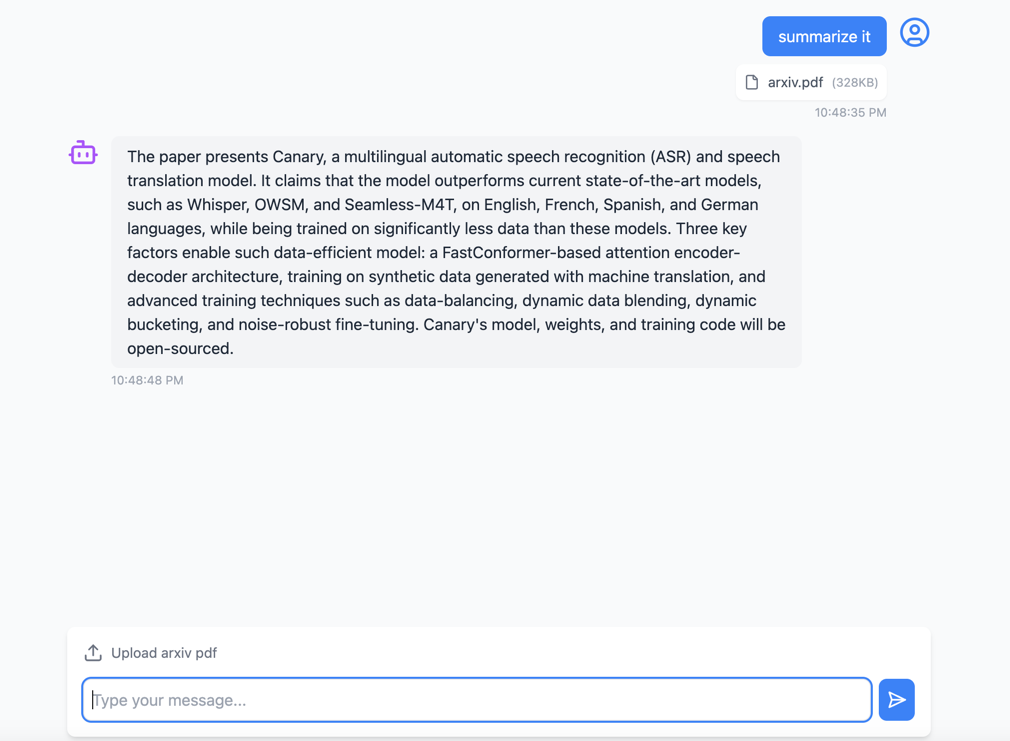 summarize it
arxiv.pdf (328KB)
10:48:35 PM
The paper presents Canary, a multilingual automatic speech recognition (ASR) and speech
translation model. It claims that the model outperforms current state-of-the-art models,
such as Whisper, OWSM, and Seamless-M4T, on English, French, Spanish, and German
languages, while being trained on significantly less data than these models. Three key
factors enable such data-efficient model: a FastConformer-based attention encoder-
decoder architecture, training on synthetic data generated with machine translation, and
advanced training techniques such as data-balancing, dynamic data blending, dynamic
bucketing, and noise-robust fine-tuning. Canary's model, weights, and training code will be
open-sourced.
10:48:48 PM
Upload arxiv pdf
Type your message...